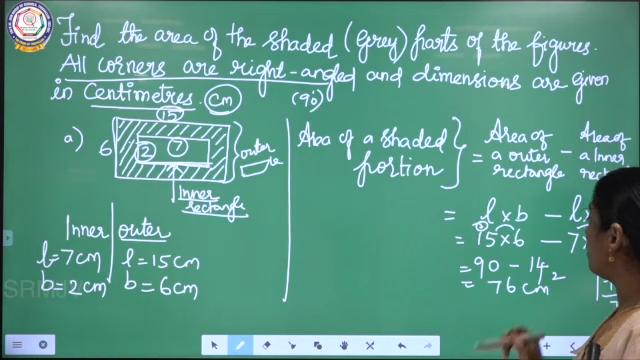 Find the area of the shaded (Grey) parts of the figures.
All corners are right-angled and dimensions are given
in Centimetres. (cm) (90)
a)
15
6
2
7
outer
Inner
rectangle
Inner | outer
l = 7cm | l = 15cm
b = 2cm | b = 6cm
Area of a shaded
portion
= Area of a outer rectangle - Area of a Inner
= l × b - l
= 15 × 6 - 7
= 90 - 14
= 76 cm²
SRM